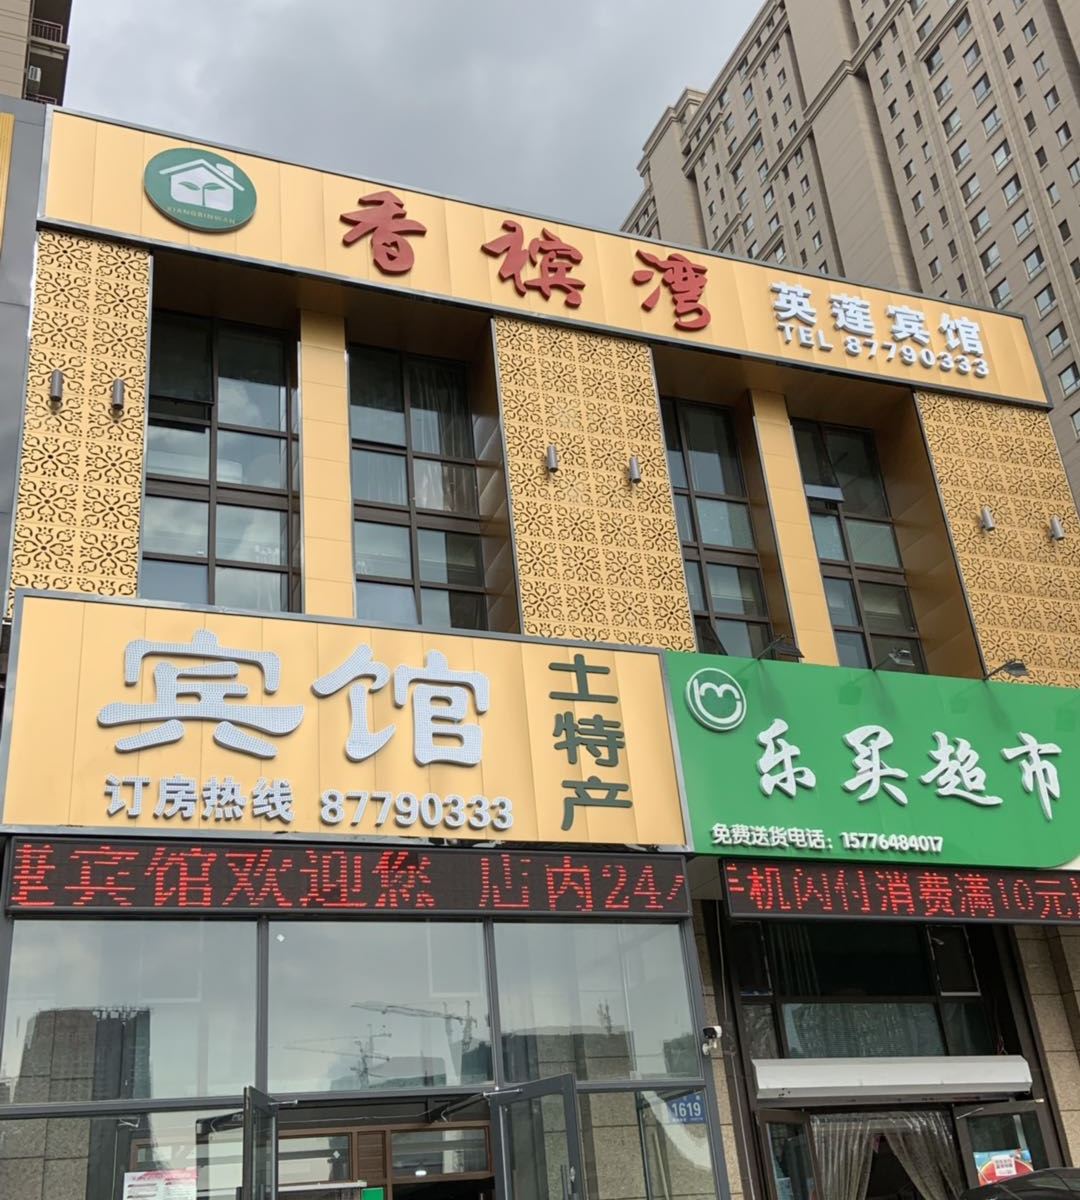 XIANGBINWAN
香槟湾
英莲宾馆
TEL 87790333
宾馆
土特产
订房热线 87790333
乐买超市
免费送货电话：15776484017
宾馆欢迎您 店内24
机闪付消费满10元
1619